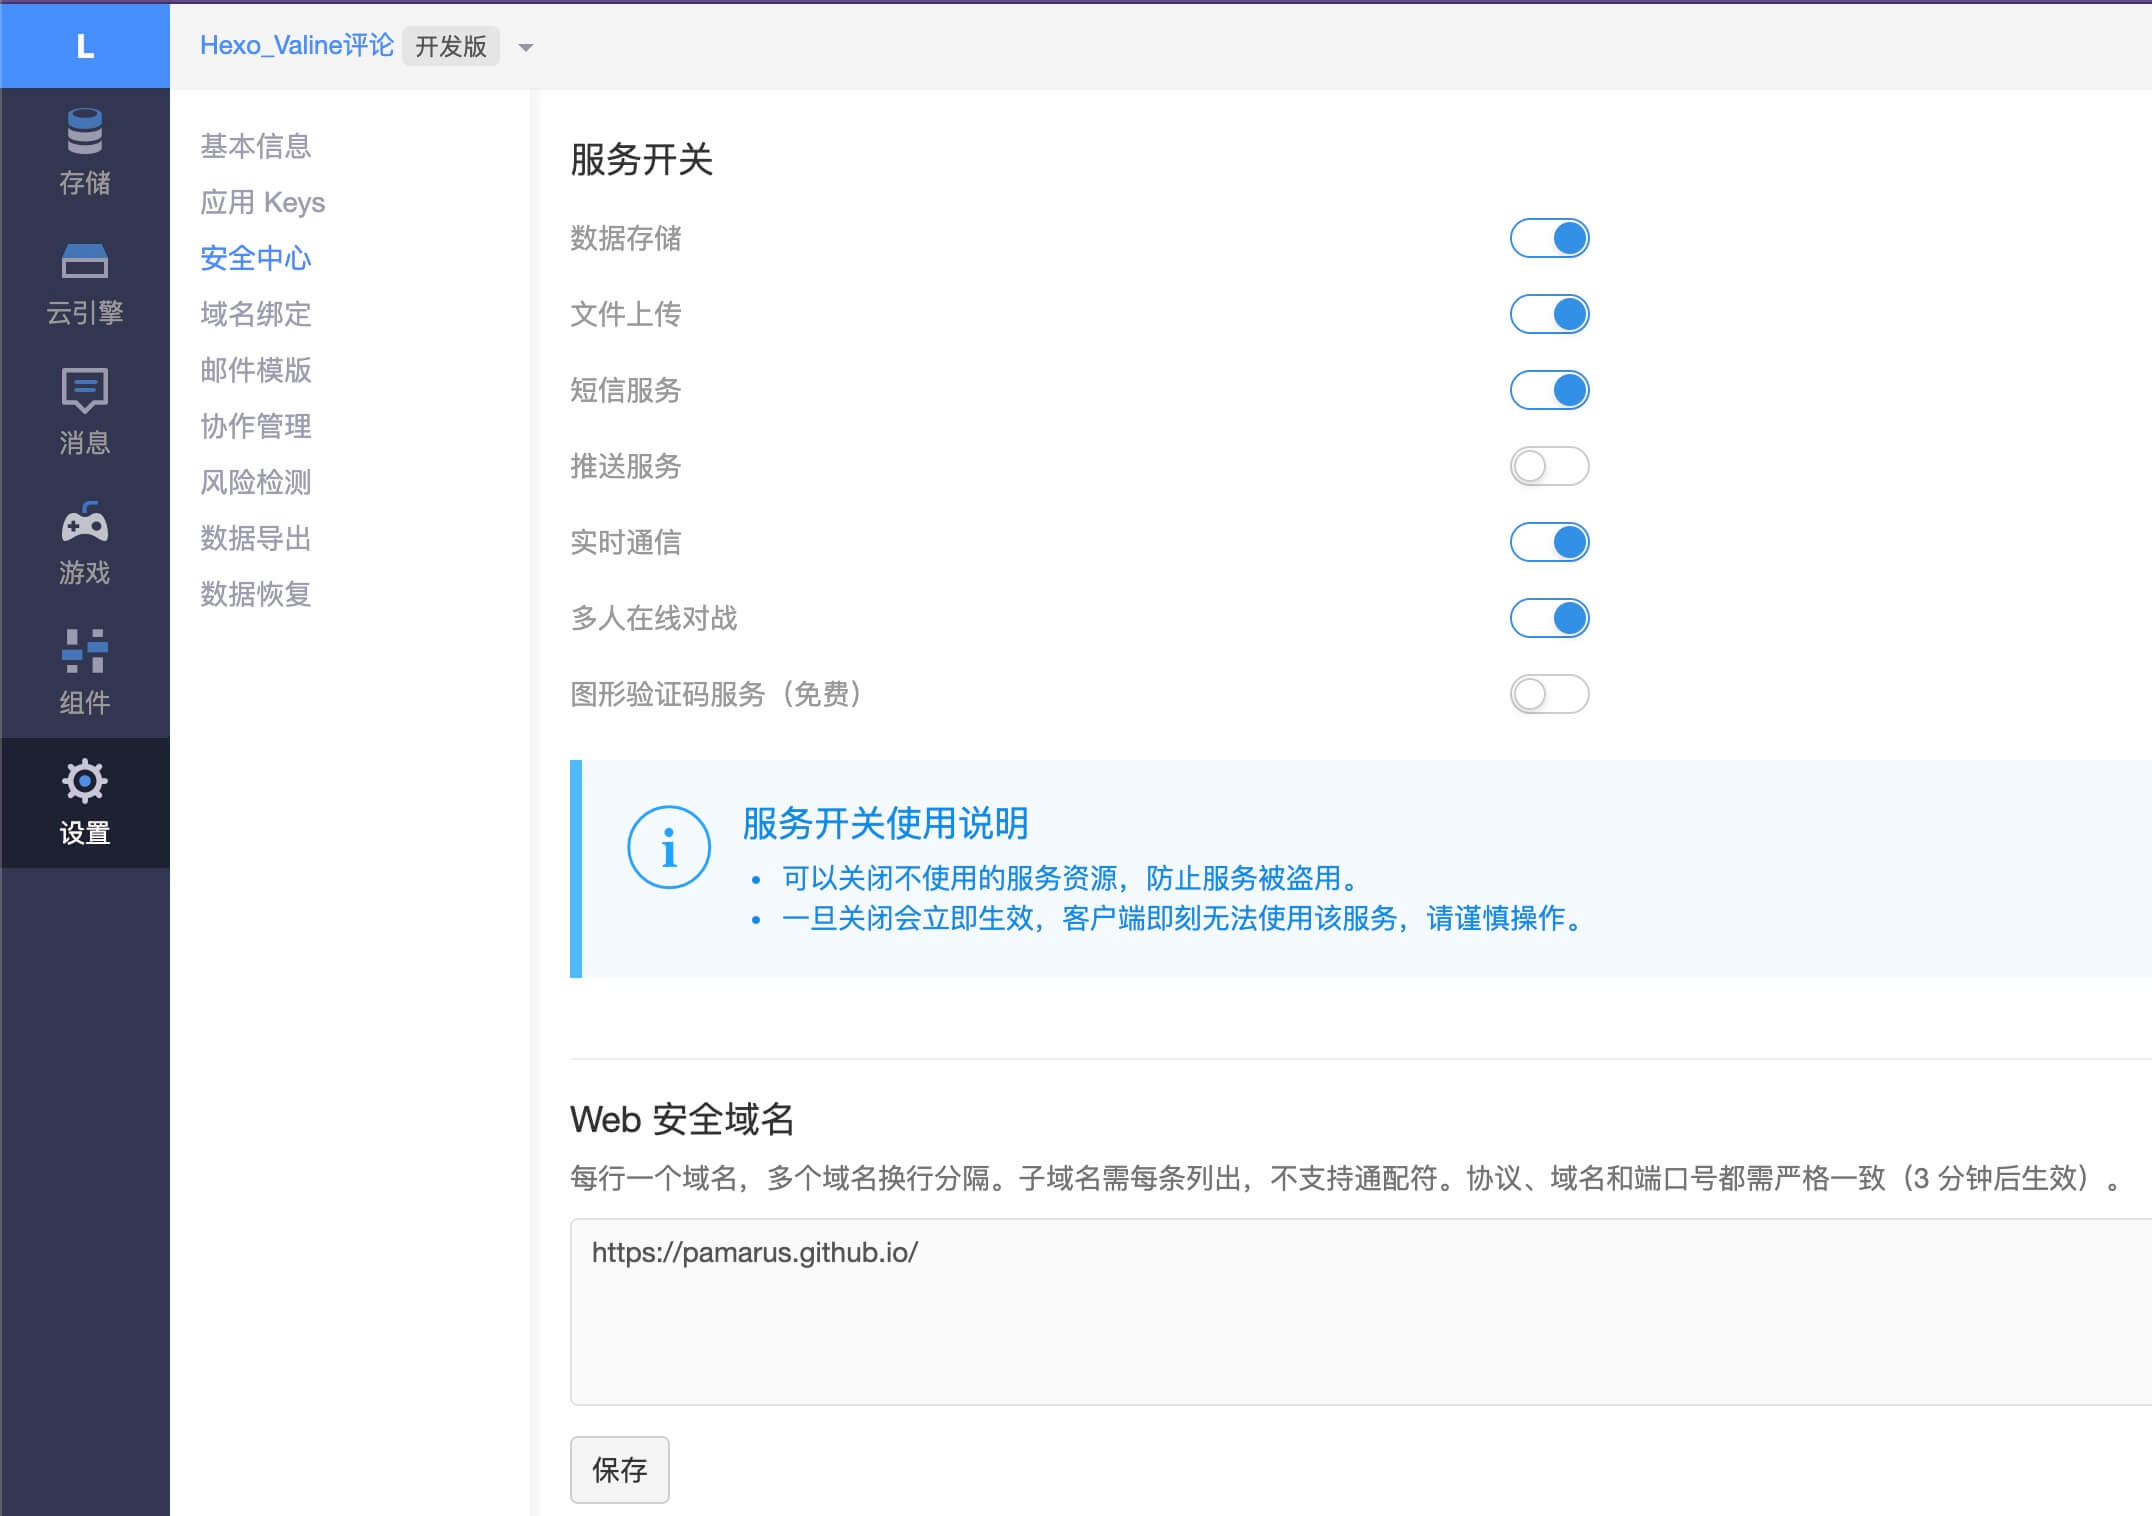 L
Hexo_Valine评论 开发版
存储
云引擎
消息
游戏
组件
设置
基本信息
应用 Keys
安全中心
域名绑定
邮件模版
协作管理
风险检测
数据导出
数据恢复
服务开关
数据存储
文件上传
短信服务
推送服务
实时通信
多人在线对战
图形验证码服务（免费）
服务开关使用说明
• 可以关闭不使用的服务资源，防止服务被盗用。
• 一旦关闭会立即生效，客户端即刻无法使用该服务，请谨慎操作。
Web 安全域名
每行一个域名，多个域名换行分隔。子域名需每条列出，不支持通配符。协议、域名和端口号都需严格一致（3 分钟后生效）。
https://pamarus.github.io/
保存